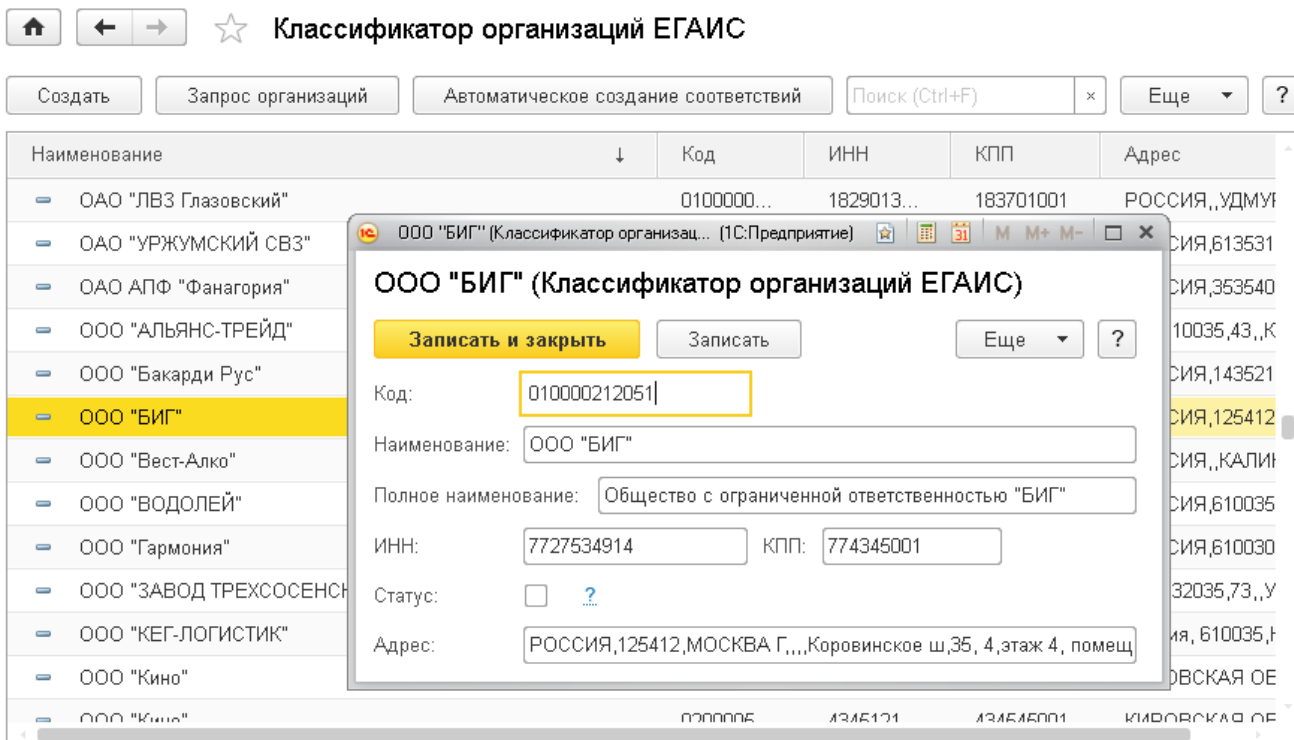 Классификатор организаций ЕГАИС
Создать Запрос организаций Автоматическое создание соответствий Поиск (Ctrl+F) × Еще ?
Наименование ↓ Код ИНН КПП Адрес
ОАО "ЛВЗ Глазовский" 0100000... 1829013... 183701001 РОССИЯ,,УДМУР
ОАО "УРЖУМСКИЙ СВЗ" СИЯ,613531
ОАО АПФ "Фанагория" СИЯ,353540
ООО "АЛЬЯНС-ТРЕЙД" 10035,43,,К
ООО "Бакарди Рус" СИЯ,143521
ООО "БИГ" СИЯ,125412
ООО "Вест-Алко" СИЯ,,КАЛИН
ООО "ВОДОЛЕЙ" СИЯ,610035
ООО "Гармония" СИЯ,610030
ООО "ЗАВОД ТРЕХСОСЕНСК 32035,73,,У
ООО "КЕГ-ЛОГИСТИК" ия, 610035,
ООО "Кино" ОВСКАЯ ОБ
ООО "Кино" 0200005 4345121 434545001 КИРОВСКАЯ ОБ
ООО "БИГ" (Классификатор организац... (1С:Предприятие) 31 M M+ M-
ООО "БИГ" (Классификатор организаций ЕГАИС)
Записать и закрыть Записать Еще ?
Код: 010000212051
Наименование: ООО "БИГ"
Полное наименование: Общество с ограниченной ответственностью "БИГ"
ИНН: 7727534914 КПП: 774345001
Статус: ?
Адрес: РОССИЯ,125412,МОСКВА Г,,,Коровинское ш,35, 4,этаж 4, помещ